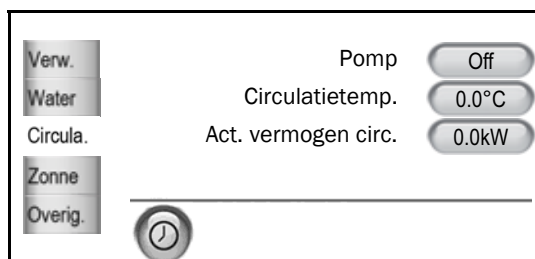 Verw.
Water
Circula.
Zonne
Overig.
Pomp Off
Circulatietemp. 0.0°C
Act. vermogen circ. 0.0kW